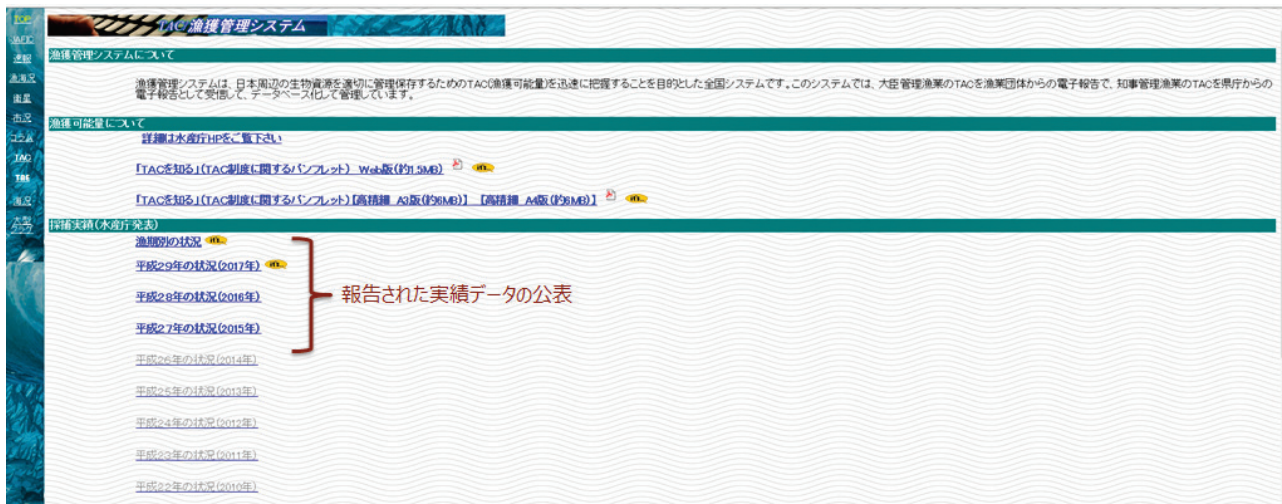 TOP
JAFIC
速報
漁海況
衛星
市況
コラム
TAC
TAE
海況
大型
クラゲ
TAC 漁獲管理システム
漁獲管理システムについて
漁獲管理システムは、日本周辺の生物資源を適切に管理保存するためのTAC(漁獲可能量)を迅速に把握することを目的とした全国システムです。このシステムでは、大臣管理漁業のTACを漁業団体からの電子報告で、知事管理漁業のTACを県庁からの
電子報告として受信して、データベース化して管理しています。
漁獲可能量について
詳細は水産庁HPをご覧下さい
「TACを知る」(TAC制度に関するパンフレット) Web版(約1.5MB)
「TACを知る」(TAC制度に関するパンフレット)【高精細 A3版(約6MB)】 【高精細 A4版(約6MB)】
採捕実績(水産庁発表)
漁期別の状況
平成29年の状況(2017年)
平成28年の状況(2016年)
報告された実績データの公表
平成27年の状況(2015年)
平成26年の状況(2014年)
平成25年の状況(2013年)
平成24年の状況(2012年)
平成23年の状況(2011年)
平成22年の状況(2010年)